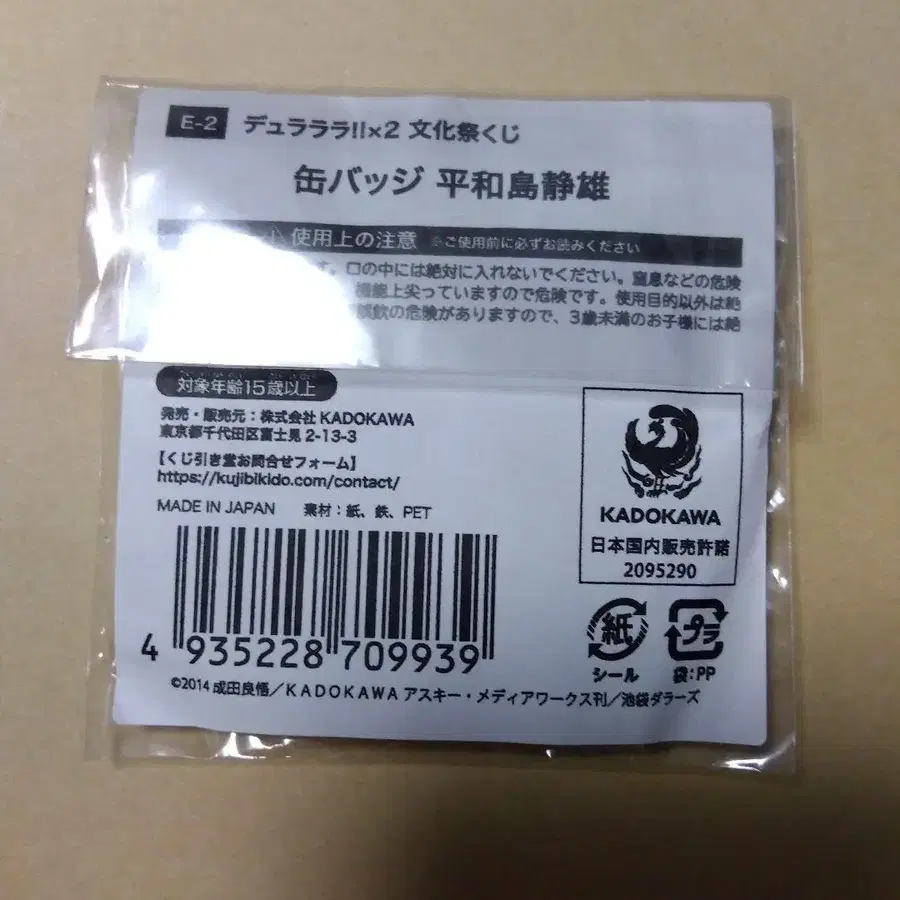 E-2 デュラララ!!×2 文化祭くじ
缶バッジ 平和島静雄
使用上の注意 ※ご使用前に必ずお読みください
す。口の中には絶対に入れないでください。窒息などの危険
機能上尖っていますので危険です。使用目的以外は絶
誤飲の危険がありますので、3歳未満のお子様には絶
対象年齢15歳以上
発売・販売元：株式会社 KADOKAWA
東京都千代田区富士見 2-13-3
【くじ引き堂お問合せフォーム】
https://kujibikido.com/contact/
MADE IN JAPAN 素材：紙、鉄、PET
4 935228 709939
©2014 成田良悟／KADOKAWA アスキー・メディアワークス刊／池袋ダラーズ
KADOKAWA
日本国内販売許諾
2095290
紙
シール
プラ
袋:PP